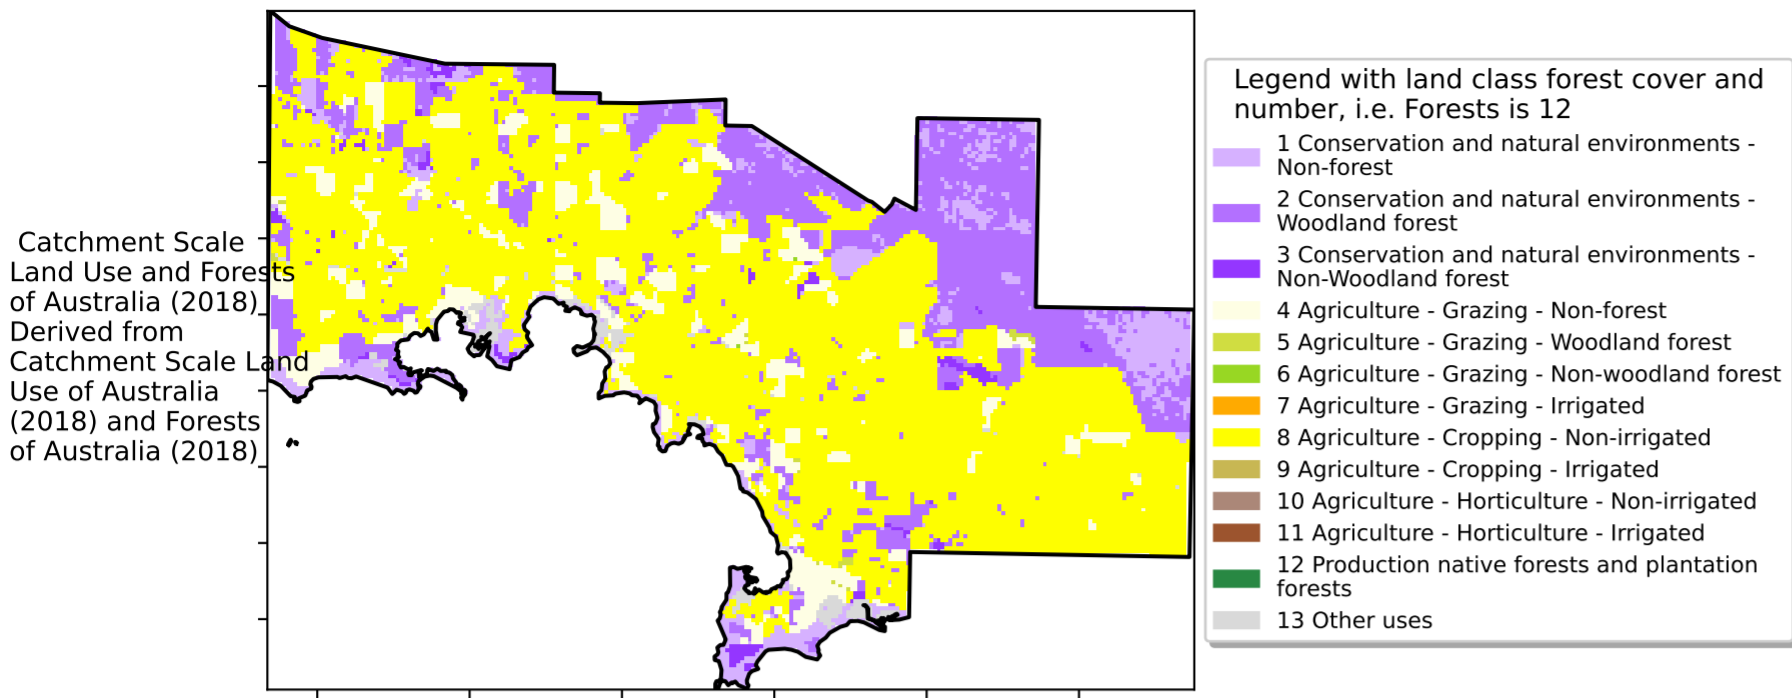 Catchment Scale
Land Use and Forests
of Australia (2018)
Derived from
Catchment Scale Land
Use of Australia
(2018) and Forests
of Australia (2018)
Legend with land class forest cover and
number, i.e. Forests is 12
1 Conservation and natural environments -
Non-forest
2 Conservation and natural environments -
Woodland forest
3 Conservation and natural environments -
Non-Woodland forest
4 Agriculture - Grazing - Non-forest
5 Agriculture - Grazing - Woodland forest
6 Agriculture - Grazing - Non-woodland forest
7 Agriculture - Grazing - Irrigated
8 Agriculture - Cropping - Non-irrigated
9 Agriculture - Cropping - Irrigated
10 Agriculture - Horticulture - Non-irrigated
11 Agriculture - Horticulture - Irrigated
12 Production native forests and plantation
forests
13 Other uses